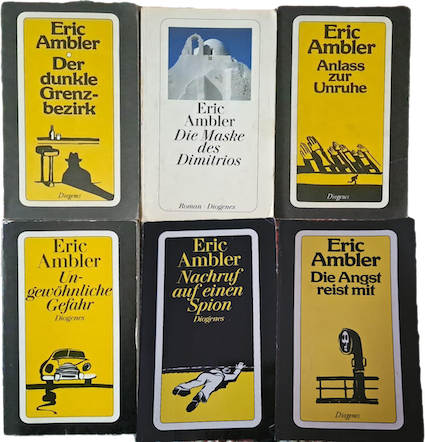 Eric
Ambler
Der
dunkle
Grenz-
bezirk
Diogenes
Eric
Ambler
Die Maske
des
Dimitrios
Roman · Diogenes
Eric
Ambler
Anlass
zur
Unruhe
Diogenes
Eric
Ambler
Un-
gewöhnliche
Gefahr
Diogenes
Eric
Ambler
Nachruf
auf einen
Spion
Diogenes
Eric
Ambler
Die Angst
reist mit
Diogenes